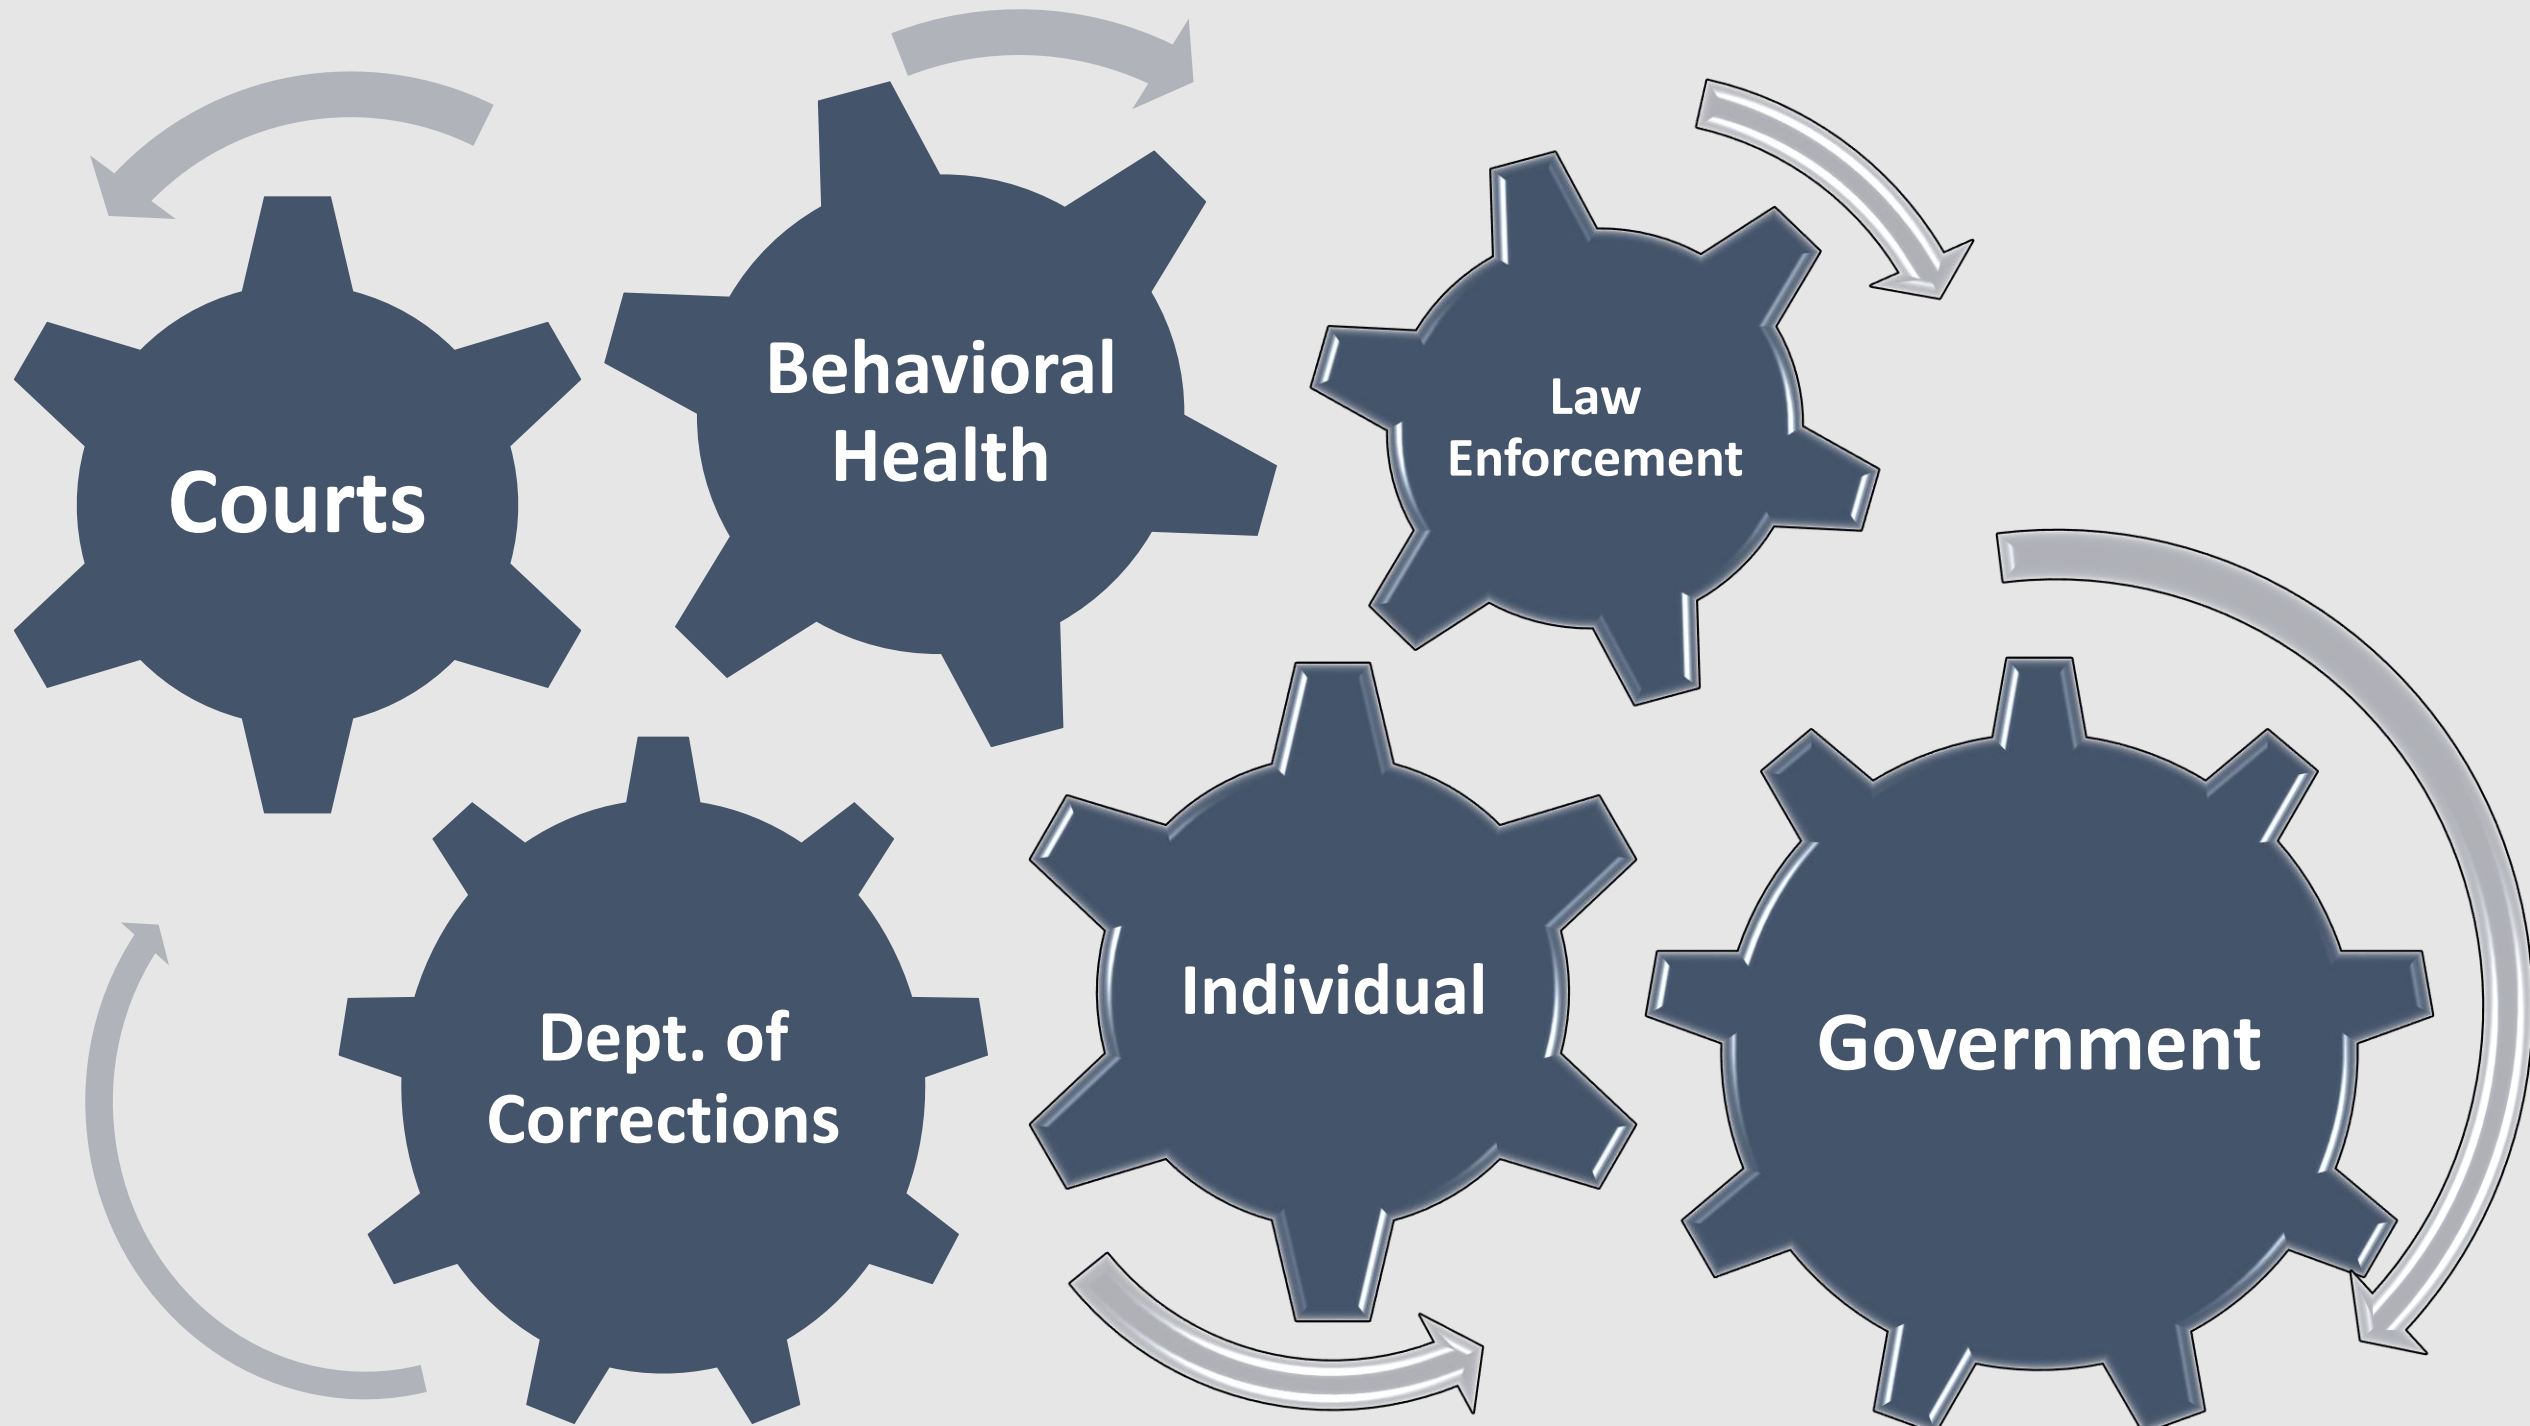 Courts
Behavioral
Health
Law
Enforcement
Dept. of
Corrections
Individual
Government